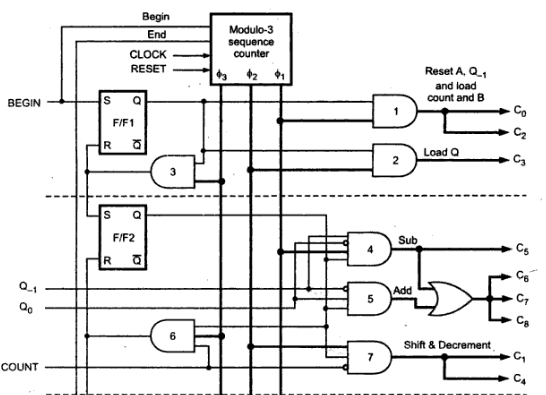 Begin
End
CLOCK
RESET
Modulo-3
sequence
counter
ϕ3 ϕ2 ϕ1
BEGIN
S Q
F/F1
R Q̅
3
1
Reset A, Q−1
and load
count and B
C0
C2
2
Load Q
C3
S Q
F/F2
R Q̅
4
Sub
C5
Q−1
Q0
5
Add
C6
C7
C8
6
7
Shift & Decrement
C1
C4
COUNT